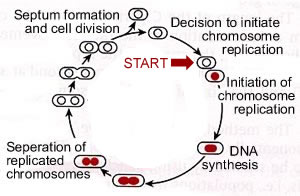 Septum formation
and cell division
Decision to initiate
chromosome
replication
START
Initiation of
chromosome
replication
DNA
synthesis
Seperation of
replicated
chromosomes